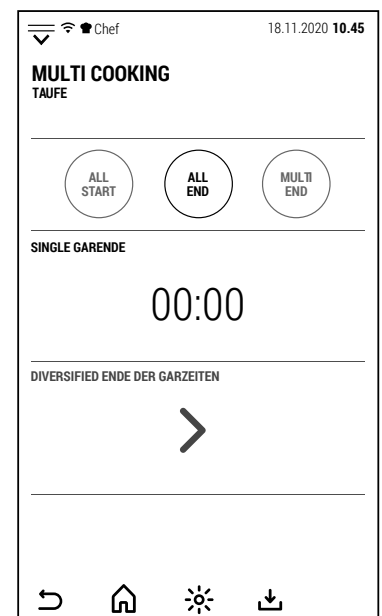 Chef 18.11.2020 10.45
MULTI COOKING
TAUFE
ALL START
ALL END
MULTI END
SINGLE GARENDE
00:00
DIVERSIFIED ENDE DER GARZEITEN